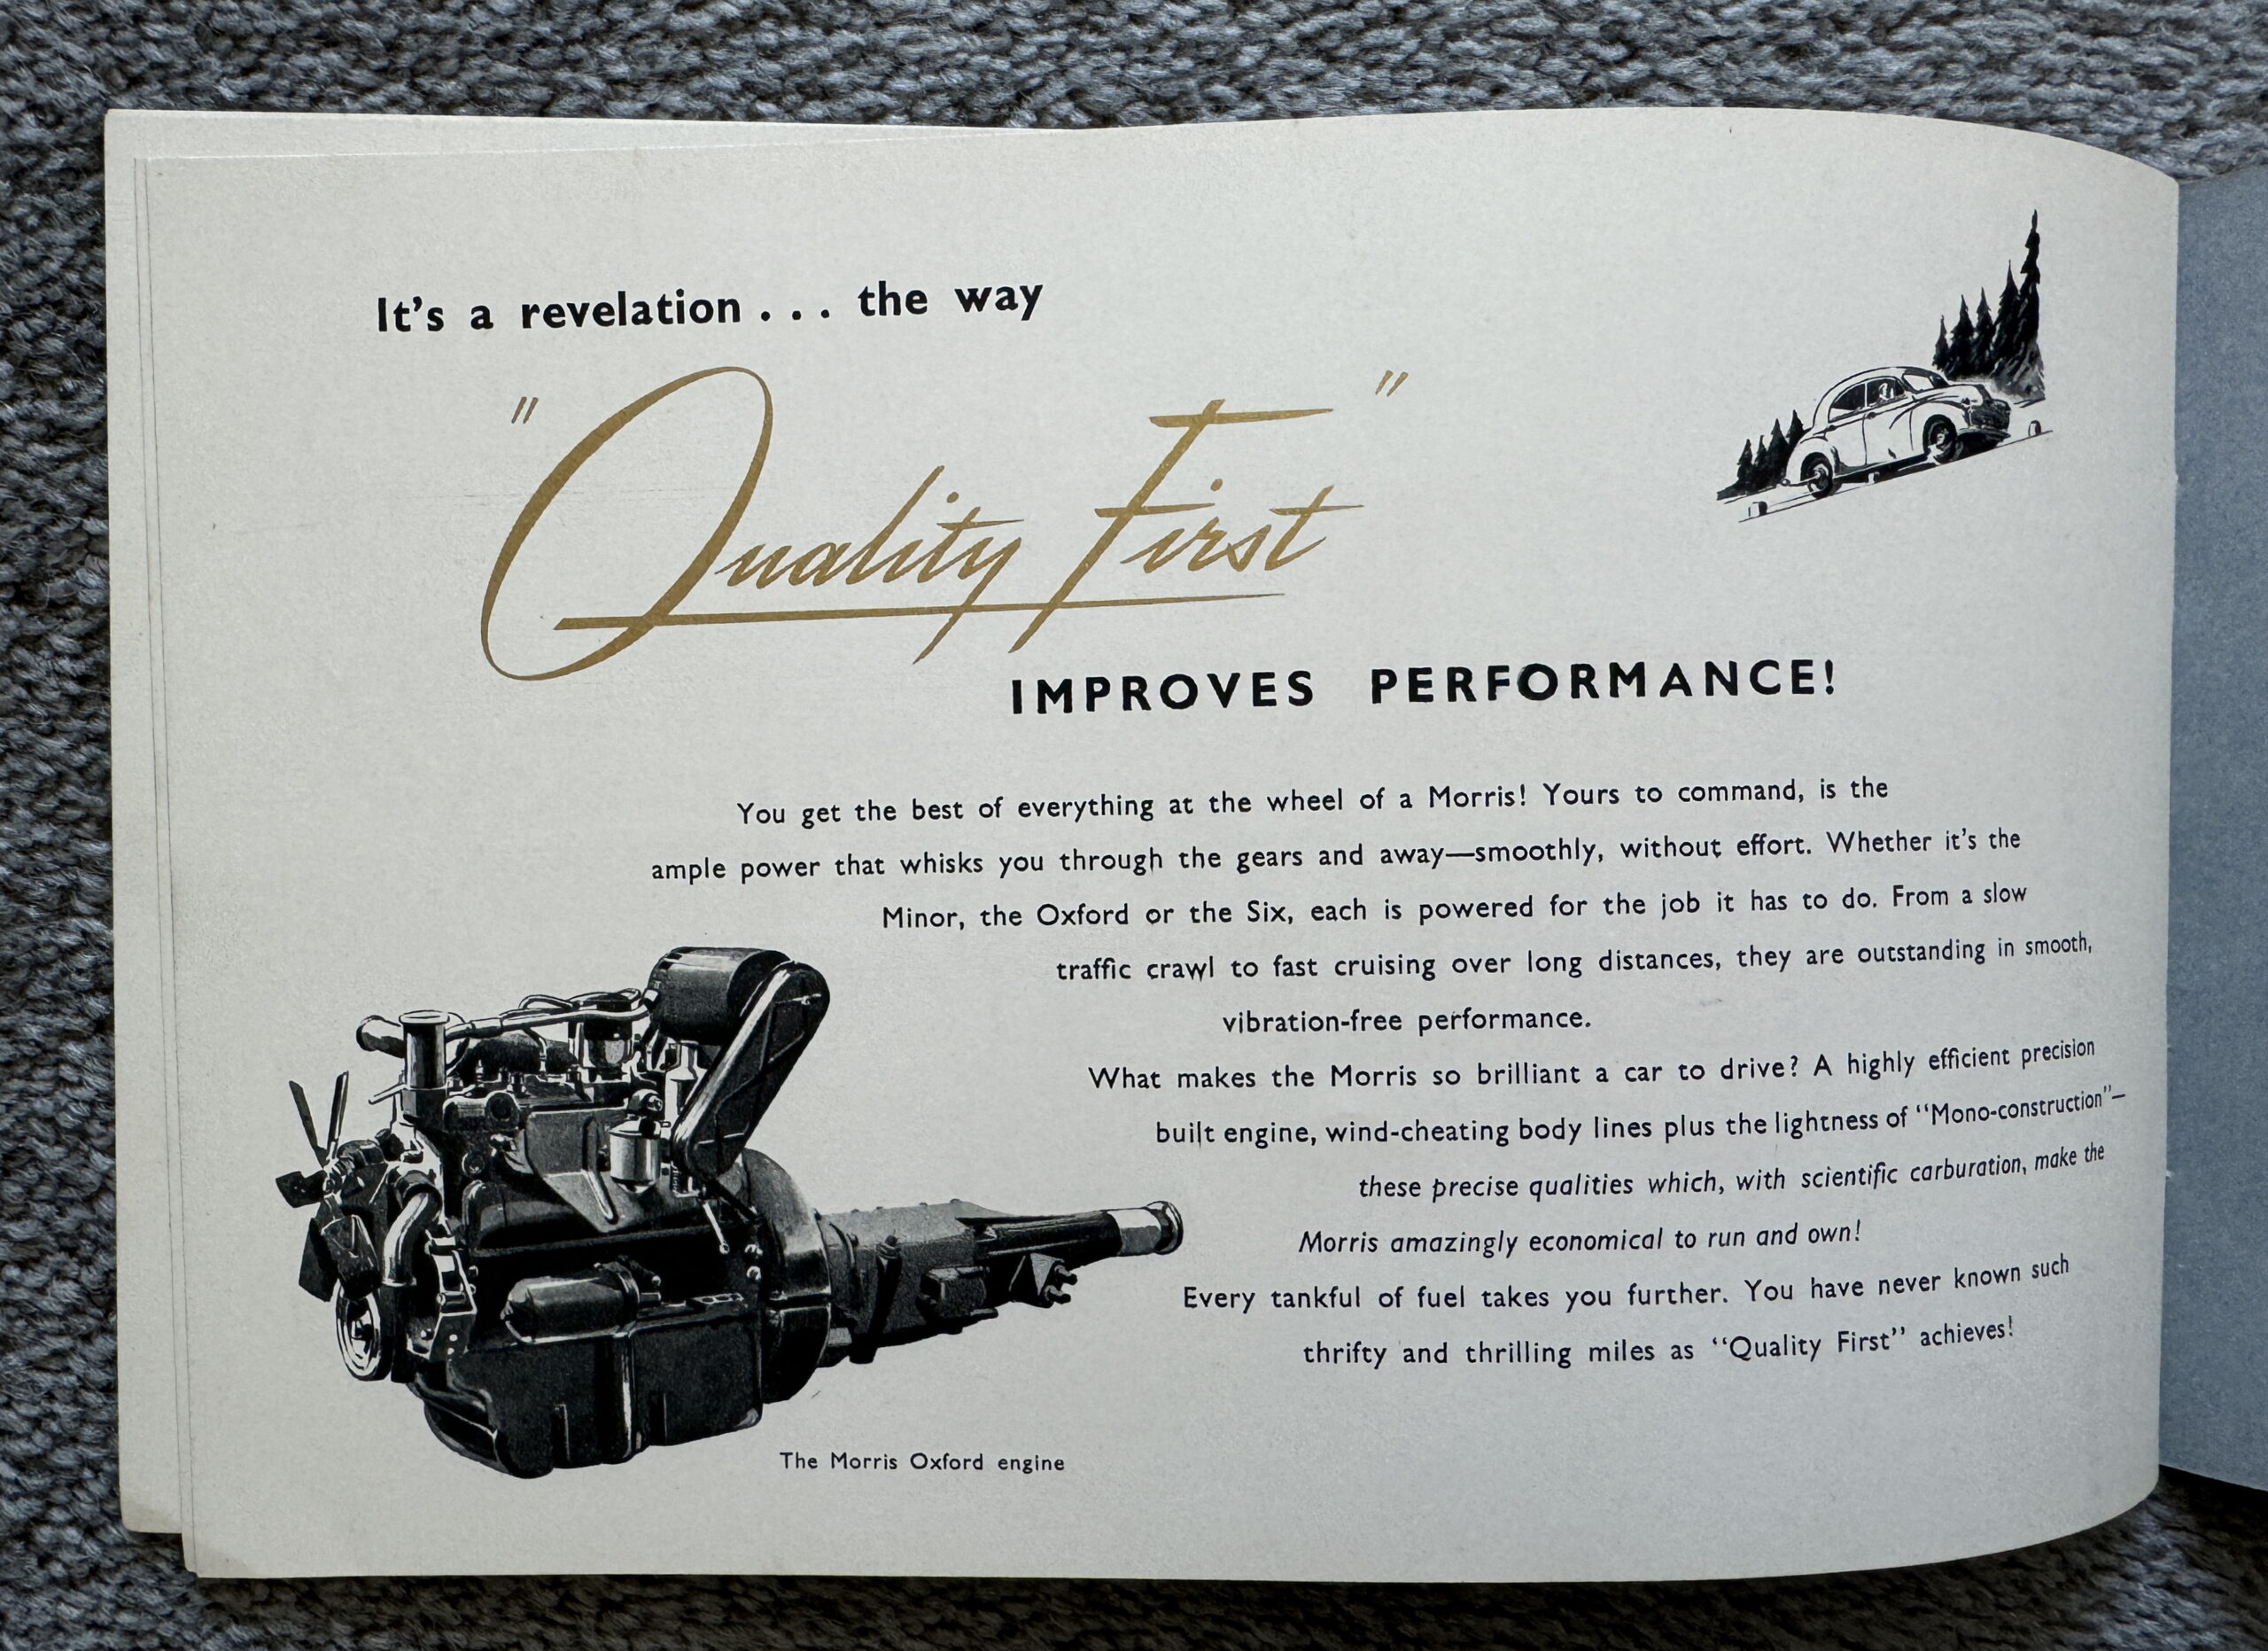 It's a revelation . . . the way
"Quality First"
IMPROVES PERFORMANCE!
You get the best of everything at the wheel of a Morris! Yours to command, is the
ample power that whisks you through the gears and away—smoothly, without effort. Whether it's the
Minor, the Oxford or the Six, each is powered for the job it has to do. From a slow
traffic crawl to fast cruising over long distances, they are outstanding in smooth,
vibration-free performance.
What makes the Morris so brilliant a car to drive? A highly efficient precision
built engine, wind-cheating body lines plus the lightness of "Mono-construction"—
these precise qualities which, with scientific carburation, make the
Morris amazingly economical to run and own!
Every tankful of fuel takes you further. You have never known such
thrifty and thrilling miles as "Quality First" achieves!
The Morris Oxford engine